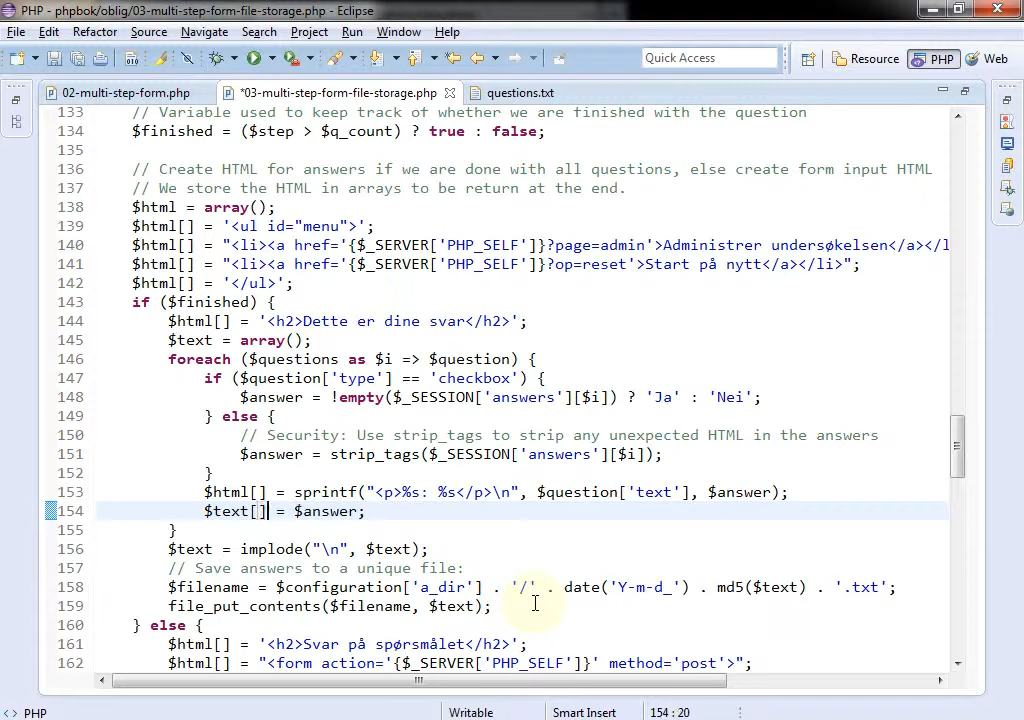 PHP - phpbok/oblig/03-multi-step-form-file-storage.php - Eclipse
File Edit Refactor Source Navigate Search Project Run Window Help
Quick Access Resource PHP Web
02-multi-step-form.php *03-multi-step-form-file-storage.php questions.txt
133 // Variable used to keep track of whether we are finished with the question
134 $finished = ($step > $q_count) ? true : false;
135
136 // Create HTML for answers if we are done with all questions, else create form input HTML
137 // We store the HTML in arrays to be return at the end.
138 $html = array();
139 $html[] = '<ul id="menu">';
140 $html[] = "<li><a href='{$_SERVER['PHP_SELF']}?page=admin'>Administrer undersøkelsen</a></l
141 $html[] = "<li><a href='{$_SERVER['PHP_SELF']}?op=reset'>Start på nytt</a></li>";
142 $html[] = '</ul>';
143 if ($finished) {
144 $html[] = '<h2>Dette er dine svar</h2>';
145 $text = array();
146 foreach ($questions as $i => $question) {
147 if ($question['type'] == 'checkbox') {
148 $answer = !empty($_SESSION['answers'][$i]) ? 'Ja' : 'Nei';
149 } else {
150 // Security: Use strip_tags to strip any unexpected HTML in the answers
151 $answer = strip_tags($_SESSION['answers'][$i]);
152 }
153 $html[] = sprintf("<p>%s: %s</p>\n", $question['text'], $answer);
154 $text[] = $answer;
155 }
156 $text = implode("\n", $text);
157 // Save answers to a unique file:
158 $filename = $configuration['a_dir'] . '/' . date('Y-m-d_') . md5($text) . '.txt';
159 file_put_contents($filename, $text);
160 } else {
161 $html[] = '<h2>Svar på spørsmålet</h2>';
162 $html[] = "<form action='{$_SERVER['PHP_SELF']}' method='post'>";
PHP Writable Smart Insert 154 : 20